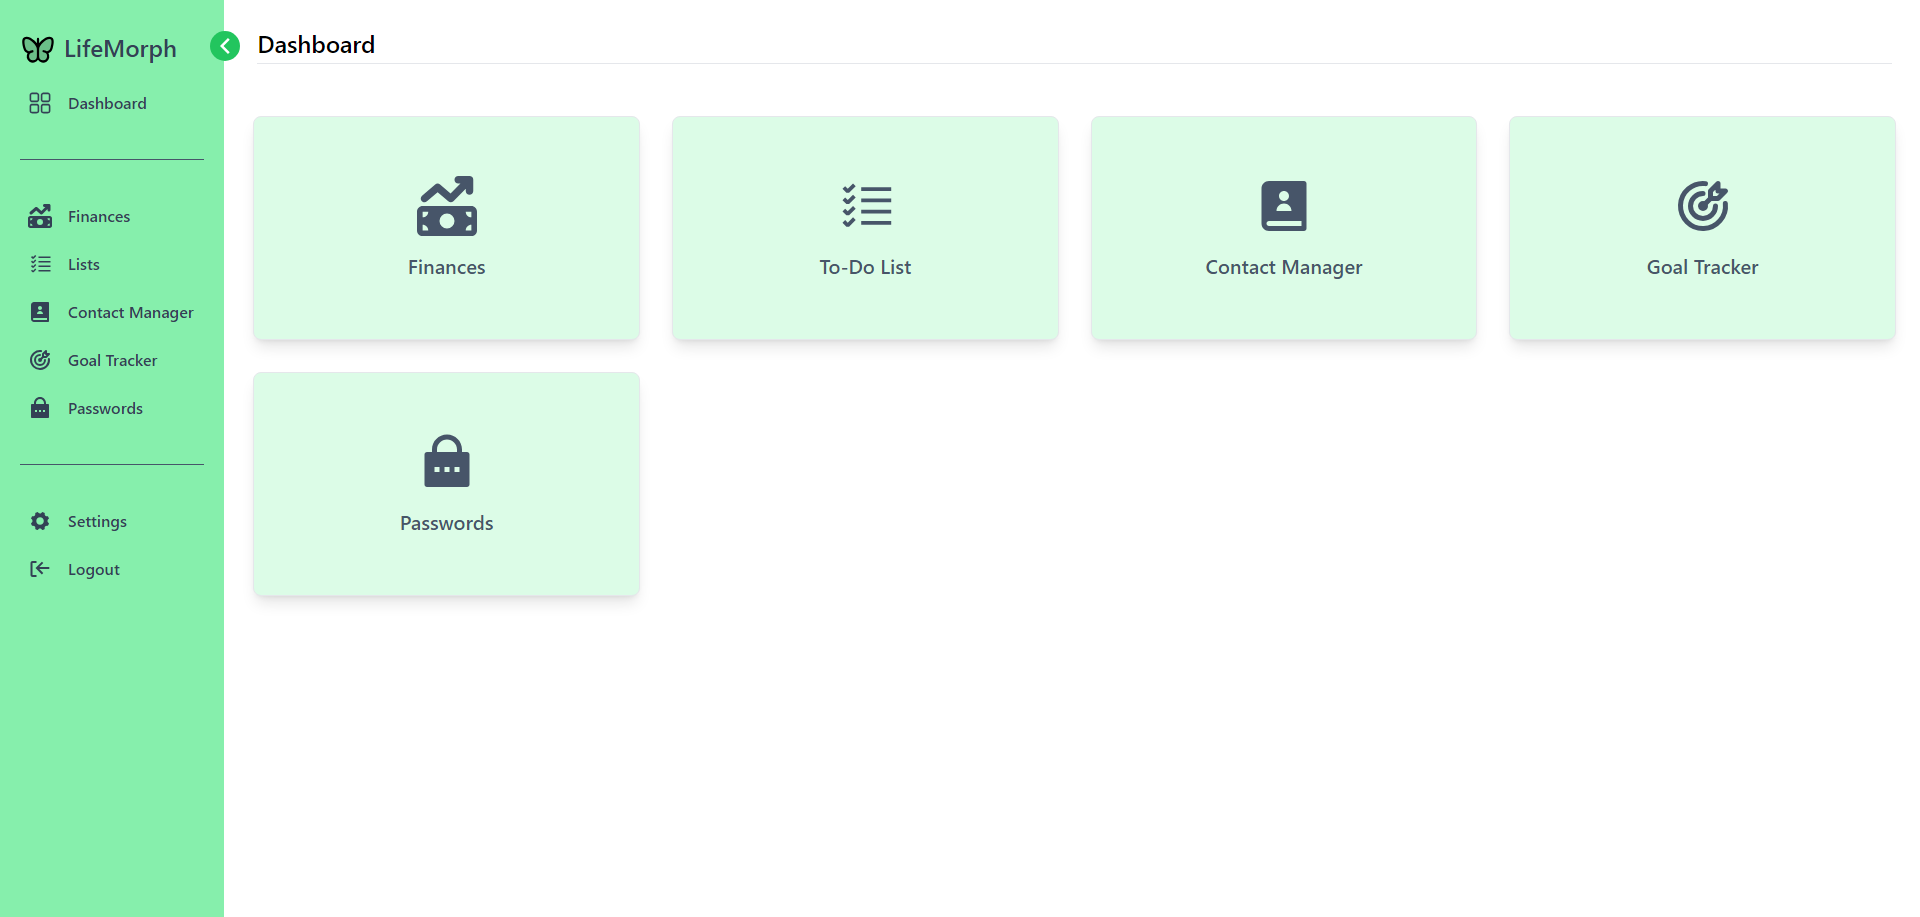 LifeMorph
Dashboard
Finances
Lists
Contact Manager
Goal Tracker
Passwords
Settings
Logout
Dashboard
Finances
To-Do List
Contact Manager
Goal Tracker
Passwords